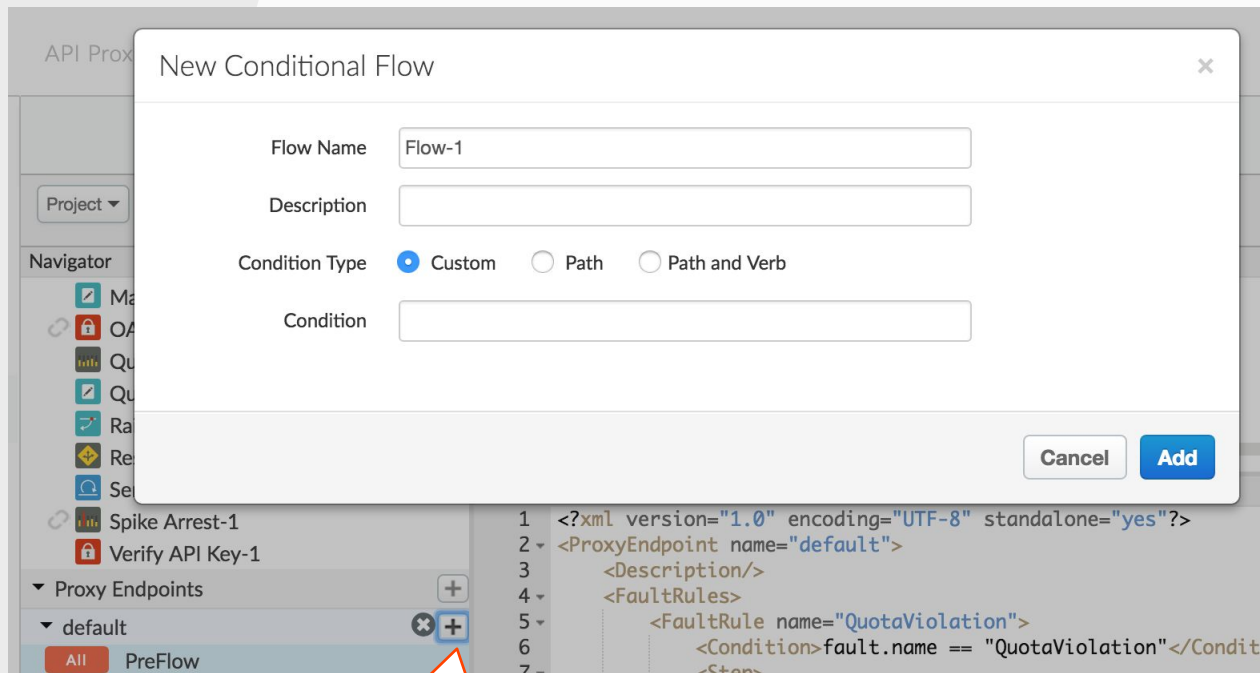 API Prox
New Conditional Flow
×
Flow Name
Flow-1
Description
Condition Type
Custom
Path
Path and Verb
Condition
Cancel
Add
Project
Navigator
Ma
OA
Qu
Qu
Ra
Re
Se
Spike Arrest-1
Verify API Key-1
Proxy Endpoints
default
All PreFlow
1 <?xml version="1.0" encoding="UTF-8" standalone="yes"?>
2 <ProxyEndpoint name="default">
3 <Description/>
4 <FaultRules>
5 <FaultRule name="QuotaViolation">
6 <Condition>fault.name == "QuotaViolation"</Condit
7 <Step>